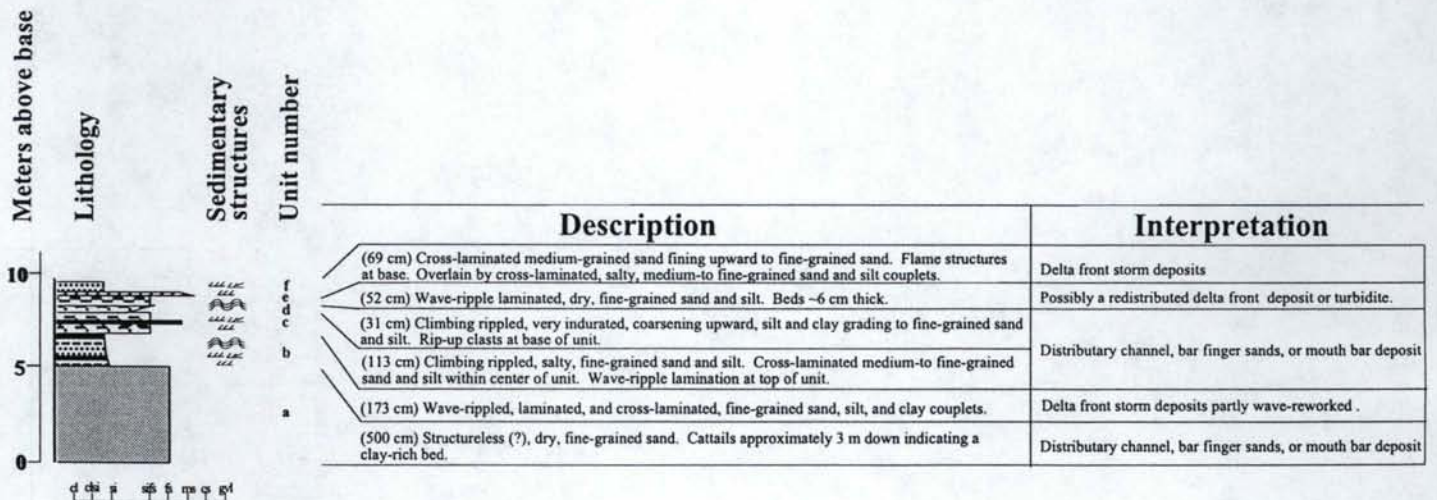 Meters above base
Lithology
Sedimentary
structures
Unit number
Description
Interpretation
(69 cm) Cross-laminated medium-grained sand fining upward to fine-grained sand. Flame structures
at base. Overlain by cross-laminated, salty, medium-to fine-grained sand and silt couplets.
Delta front storm deposits
(52 cm) Wave-ripple laminated, dry, fine-grained sand and silt. Beds ~6 cm thick.
Possibly a redistributed delta front deposit or turbidite.
(31 cm) Climbing rippled, very indurated, coarsening upward, silt and clay grading to fine-grained sand
and silt. Rip-up clasts at base of unit.
(113 cm) Climbing rippled, salty, fine-grained sand and silt. Cross-laminated medium-to fine-grained
sand and silt within center of unit. Wave-ripple lamination at top of unit.
Distributary channel, bar finger sands, or mouth bar deposit
(173 cm) Wave-rippled, laminated, and cross-laminated, fine-grained sand, silt, and clay couplets.
Delta front storm deposits partly wave-reworked .
(500 cm) Structureless (?), dry, fine-grained sand. Cattails approximately 3 m down indicating a
clay-rich bed.
Distributary channel, bar finger sands, or mouth bar deposit
10
5
0
f
e
d
c
b
a
cl
si
fs
ms
cs
gvl